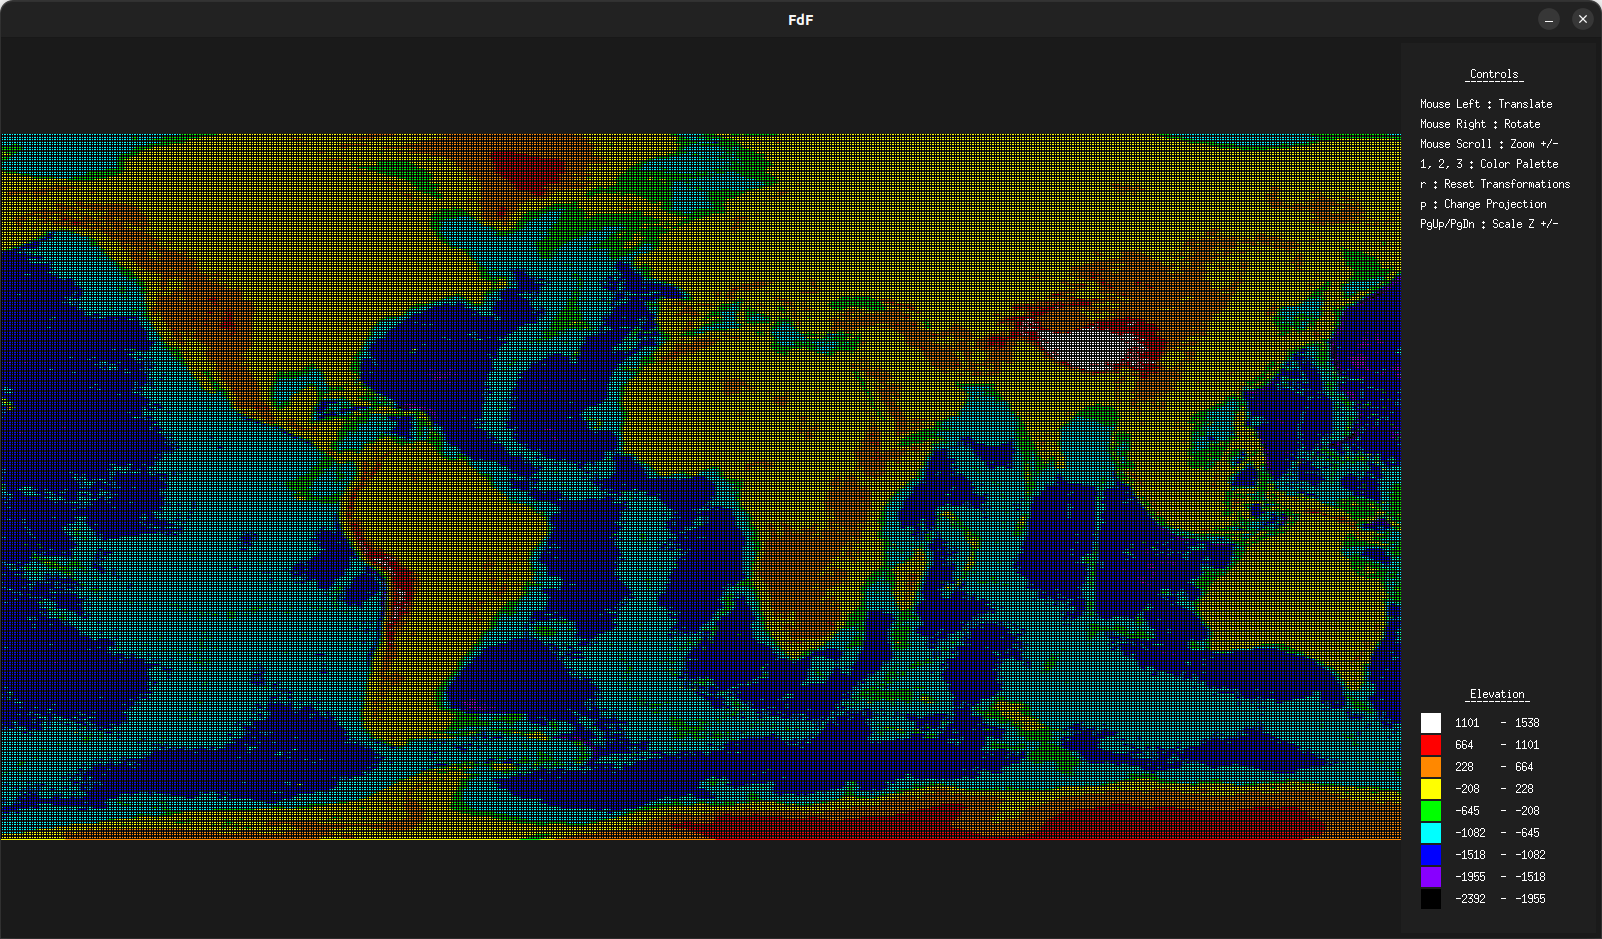 FdF
Controls
Mouse Left : Translate
Mouse Right : Rotate
Mouse Scroll : Zoom +/-
1, 2, 3 : Color Palette
r : Reset Transformations
p : Change Projection
PgUp/PgDn : Scale Z +/-
Elevation
1101 - 1538
664 - 1101
228 - 664
-208 - 228
-645 - -208
-1082 - -645
-1518 - -1082
-1955 - -1518
-2392 - -1955